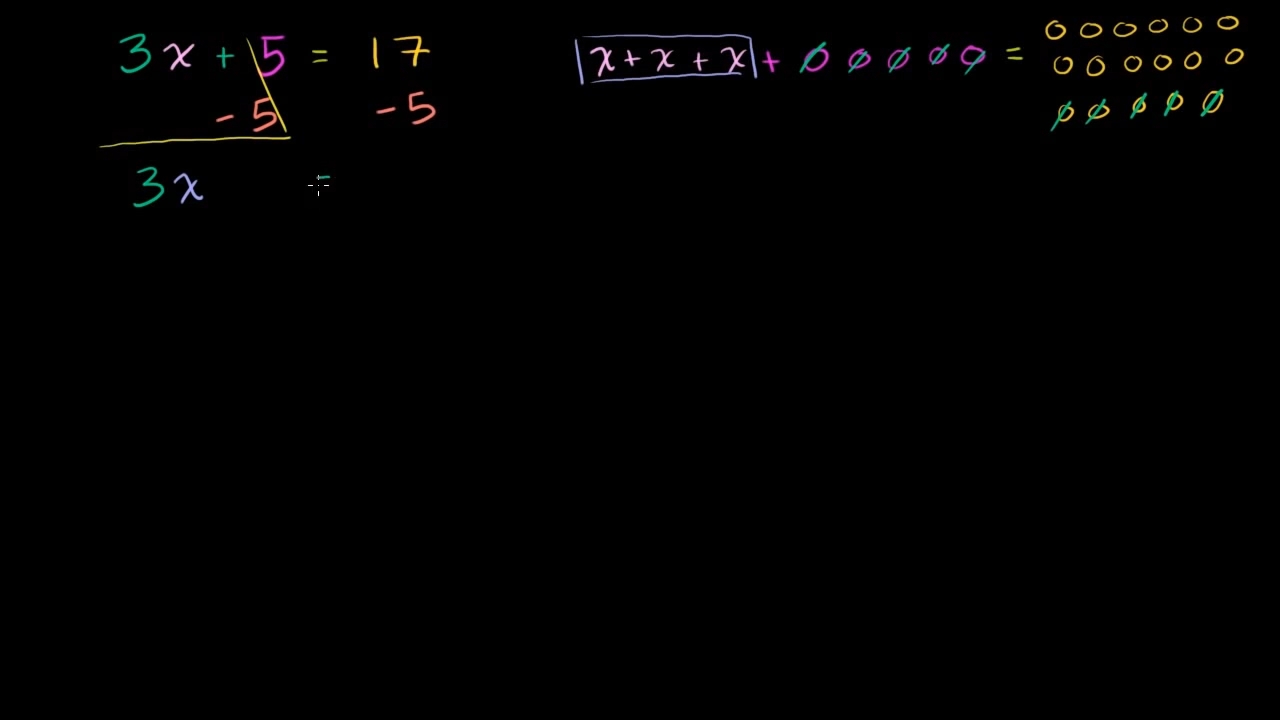 3x + 5 = 17 x + x + x + 0 0 0 0 0 = 0 0 0 0 0 0
0 0 0 0 0 0
- 5 - 5 0 0 0 0 0
3x =